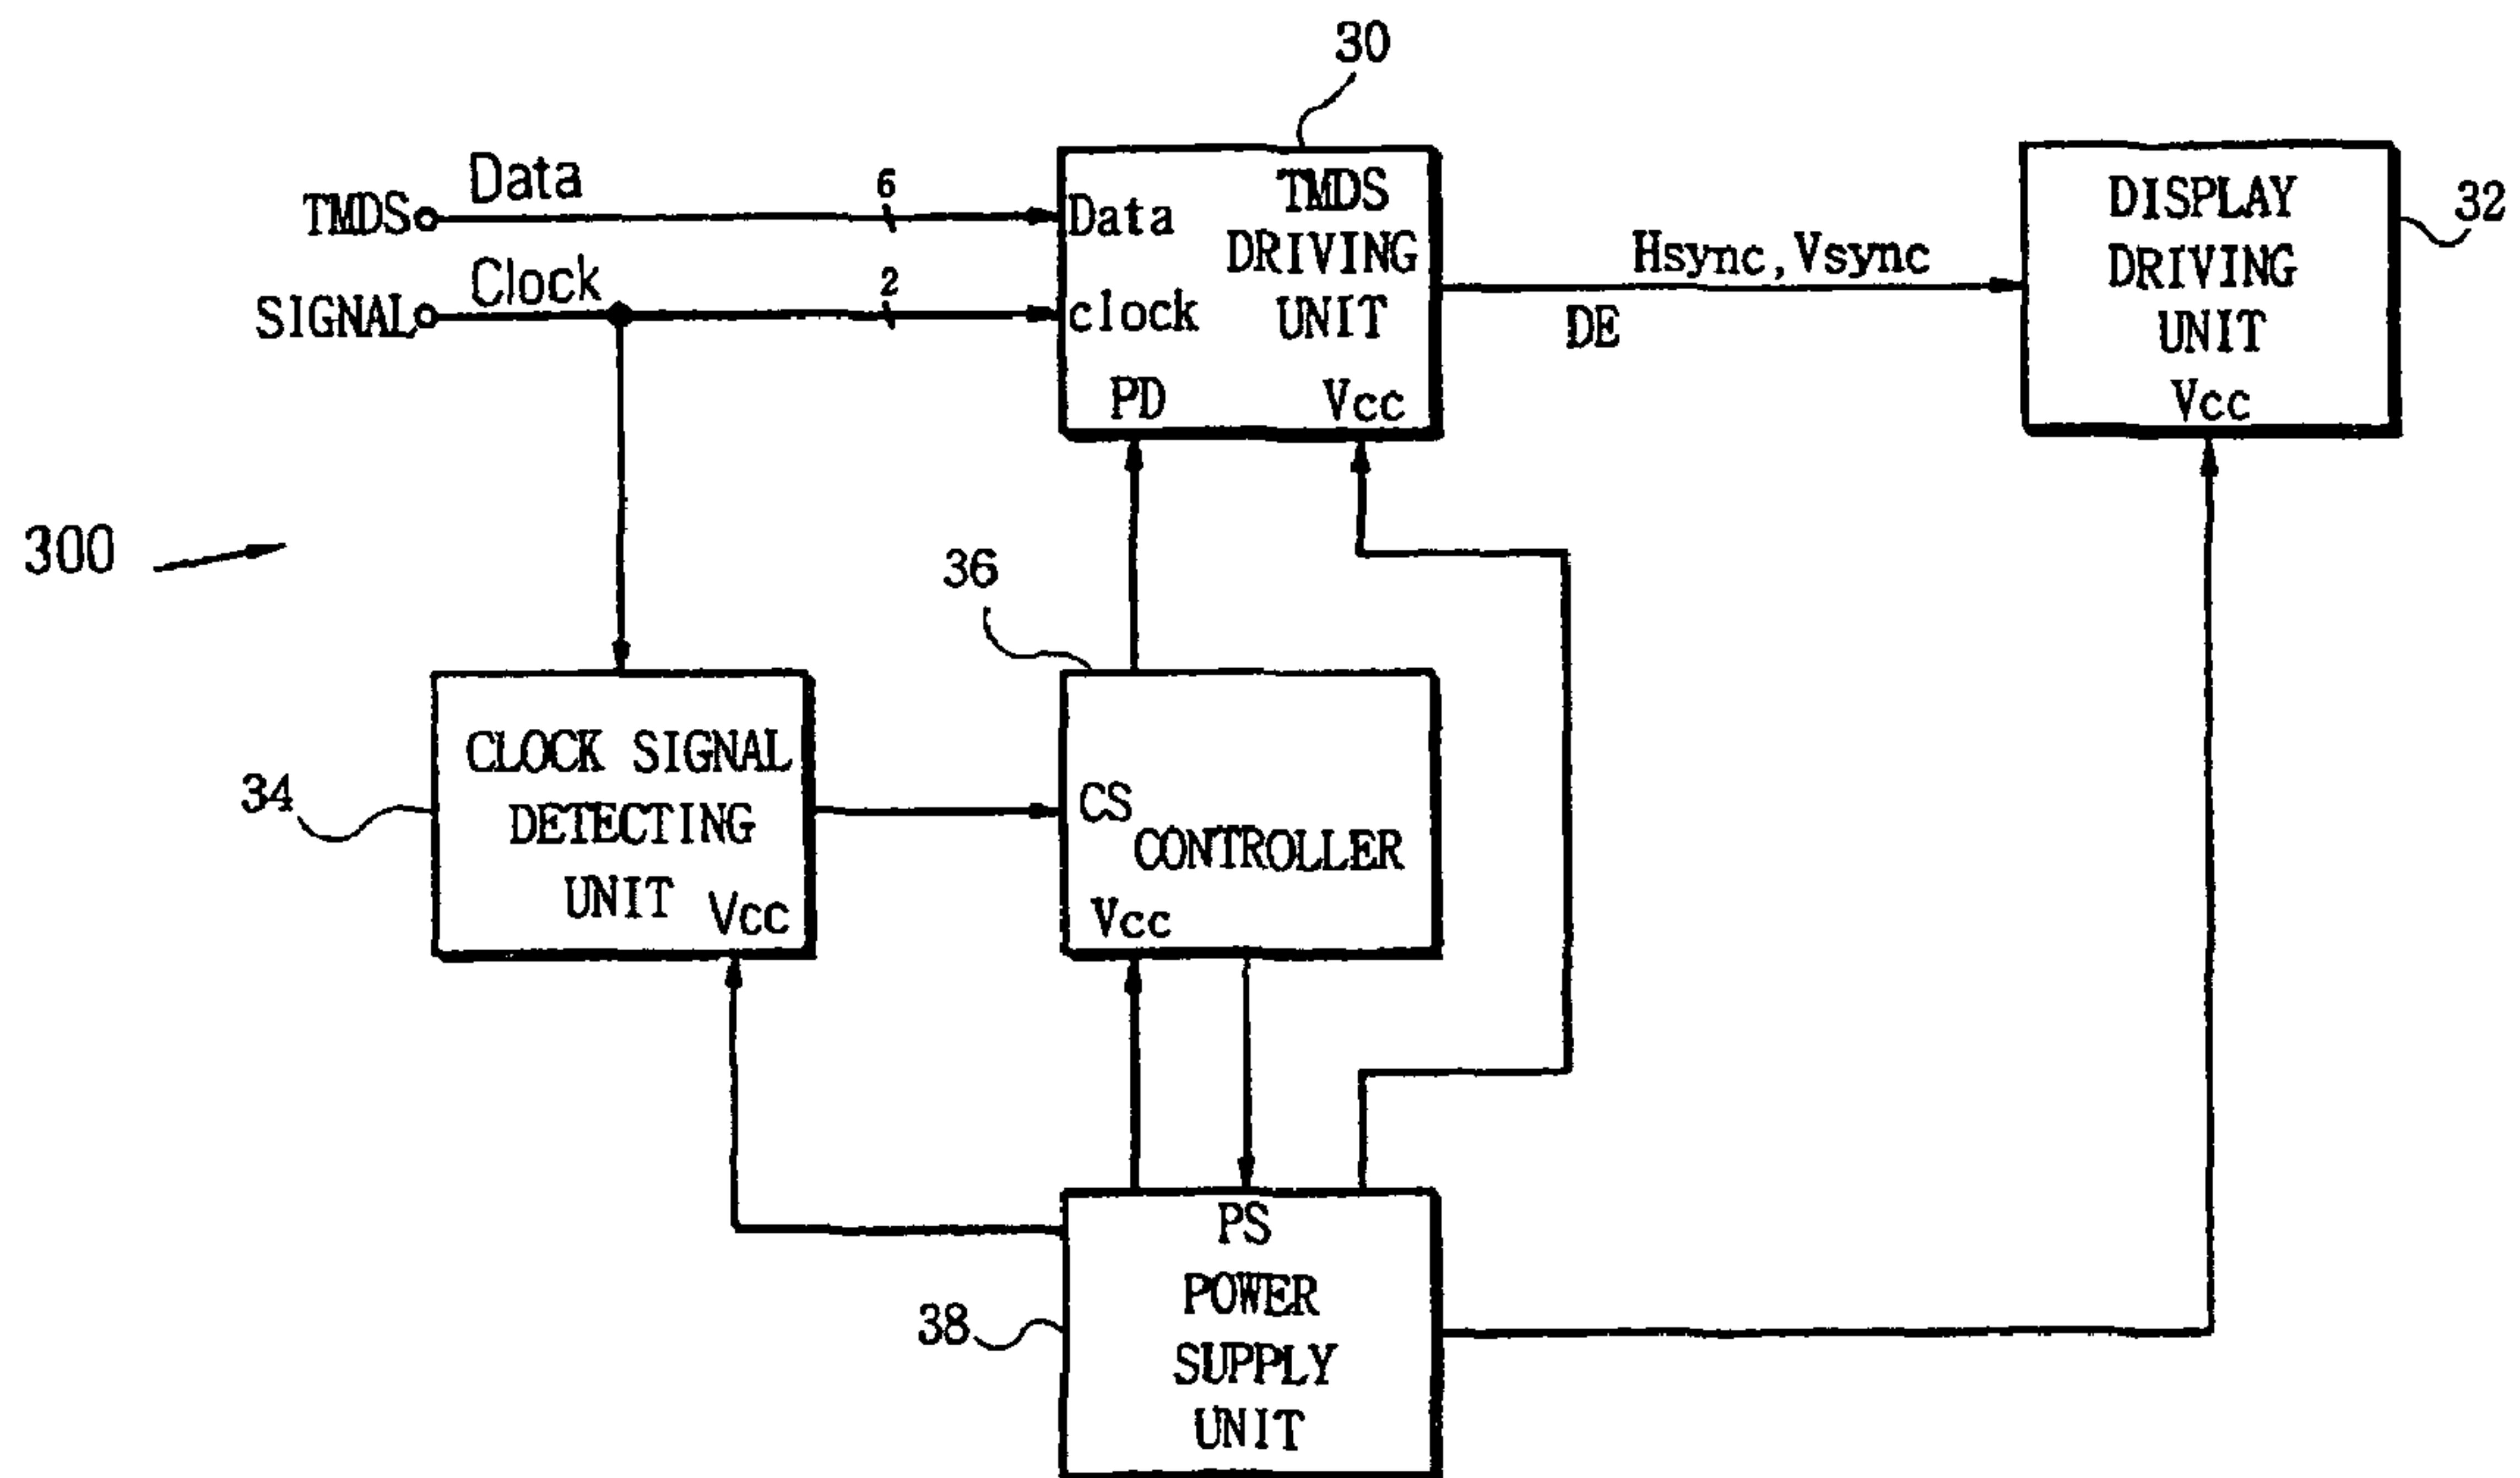 30
Data
6
TMDS
Data
TMDS
DRIVING
UNIT
Clock
2
SIGNAL
clock
PD
Vcc
Hsync,Vsync
DE
DISPLAY
DRIVING
UNIT
Vcc
32
300
36
34
CLOCK SIGNAL
DETECTING
UNIT
Vcc
CS
CONTROLLER
Vcc
38
PS
POWER
SUPPLY
UNIT